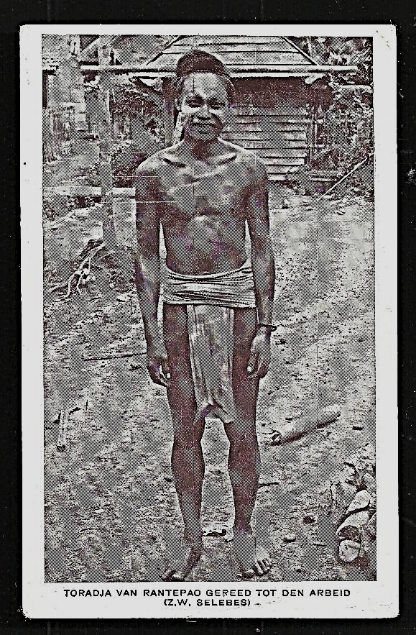 TORADJA VAN RANTEPAO GEREED TOT DEN ARBEID
(Z.W. SELEBES)